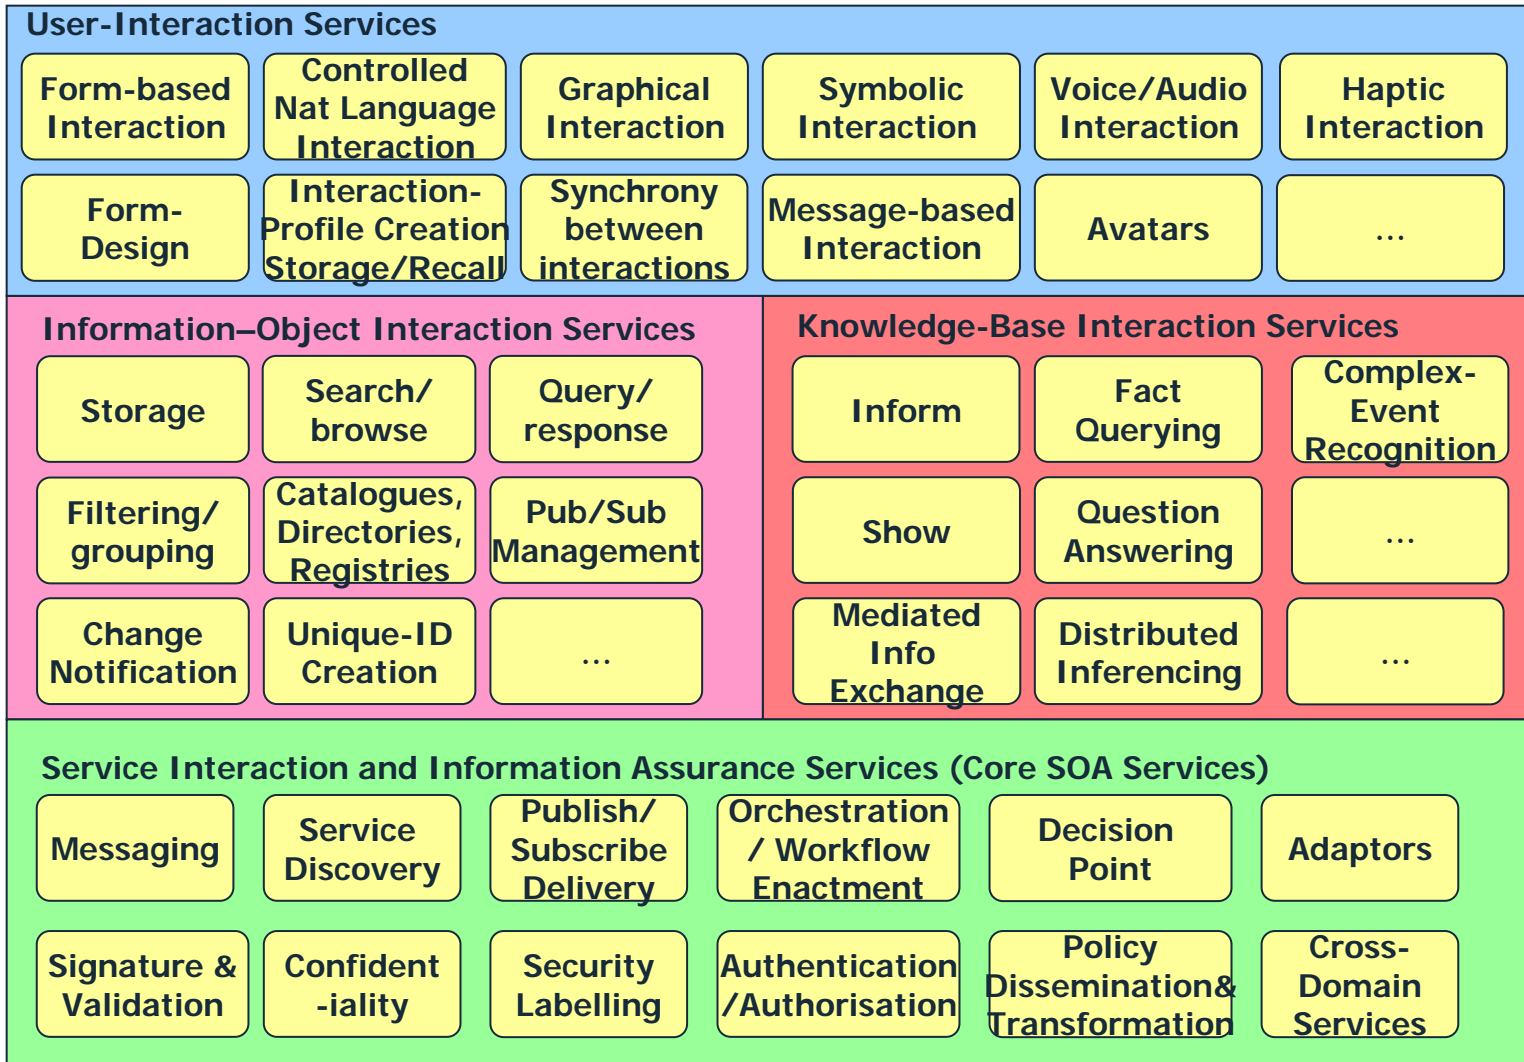 User-Interaction Services
Form-based
Interaction
Controlled
Nat Language
Interaction
Graphical
Interaction
Symbolic
Interaction
Voice/Audio
Interaction
Haptic
Interaction
Form-
Design
Interaction-
Profile Creation
Storage/Recall
Synchrony
between
interactions
Message-based
Interaction
Avatars
...
Information–Object Interaction Services
Storage
Search/
browse
Query/
response
Filtering/
grouping
Catalogues,
Directories,
Registries
Pub/Sub
Management
Change
Notification
Unique-ID
Creation
...
Knowledge-Base Interaction Services
Inform
Fact
Querying
Complex-
Event
Recognition
Show
Question
Answering
...
Mediated
Info
Exchange
Distributed
Inferencing
...
Service Interaction and Information Assurance Services (Core SOA Services)
Messaging
Service
Discovery
Publish/
Subscribe
Delivery
Orchestration
/ Workflow
Enactment
Decision
Point
Adaptors
Signature &
Validation
Confident
-iality
Security
Labelling
Authentication
/Authorisation
Policy
Dissemination&
Transformation
Cross-
Domain
Services